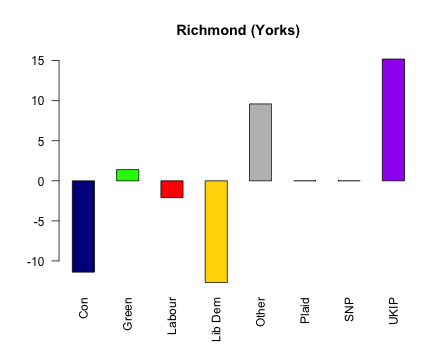 Richmond (Yorks)
15
10
5
0
-5
-10
Con
Green
Labour
Lib Dem
Other
Plaid
SNP
UKIP